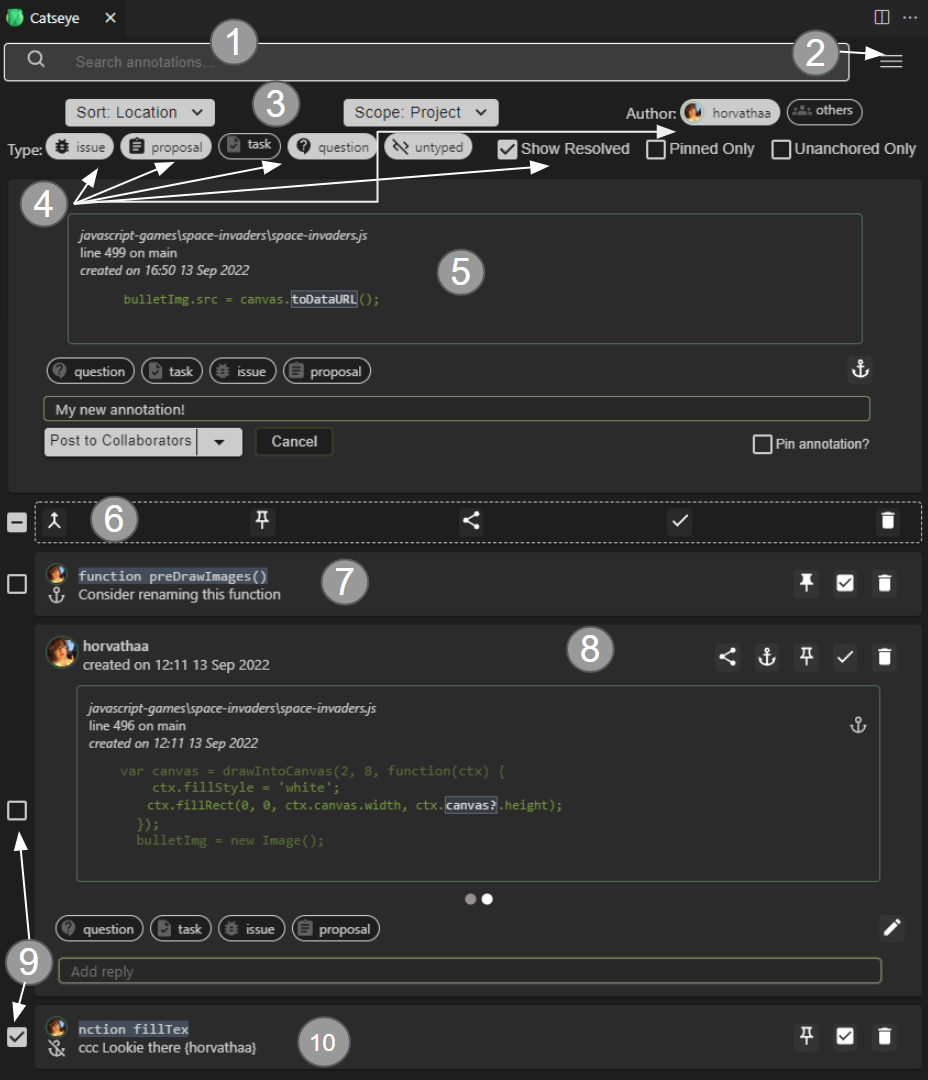 Catseye
1
2
Search annotations...
3
Sort: Location
Scope: Project
Author: horvathaa others
Type: issue proposal task question untyped Show Resolved Pinned Only Unanchored Only
4
javascript-games\space-invaders\space-invaders.js
line 499 on main
created on 16:50 13 Sep 2022
5
bulletImg.src = canvas.toDataURL();
question task issue proposal
My new annotation!
Post to Collaborators Cancel Pin annotation?
6
function preDrawImages()
Consider renaming this function
7
horvathaa
created on 12:11 13 Sep 2022
8
javascript-games\space-invaders\space-invaders.js
line 496 on main
created on 12:11 13 Sep 2022
var canvas = drawIntoCanvas(2, 8, function(ctx) {
ctx.fillStyle = 'white';
ctx.fillRect(0, 0, ctx.canvas.width, ctx.canvas?.height);
});
bulletImg = new Image();
question task issue proposal
9
Add reply
nction fillTex
ccc Lookie there {horvathaa}
10